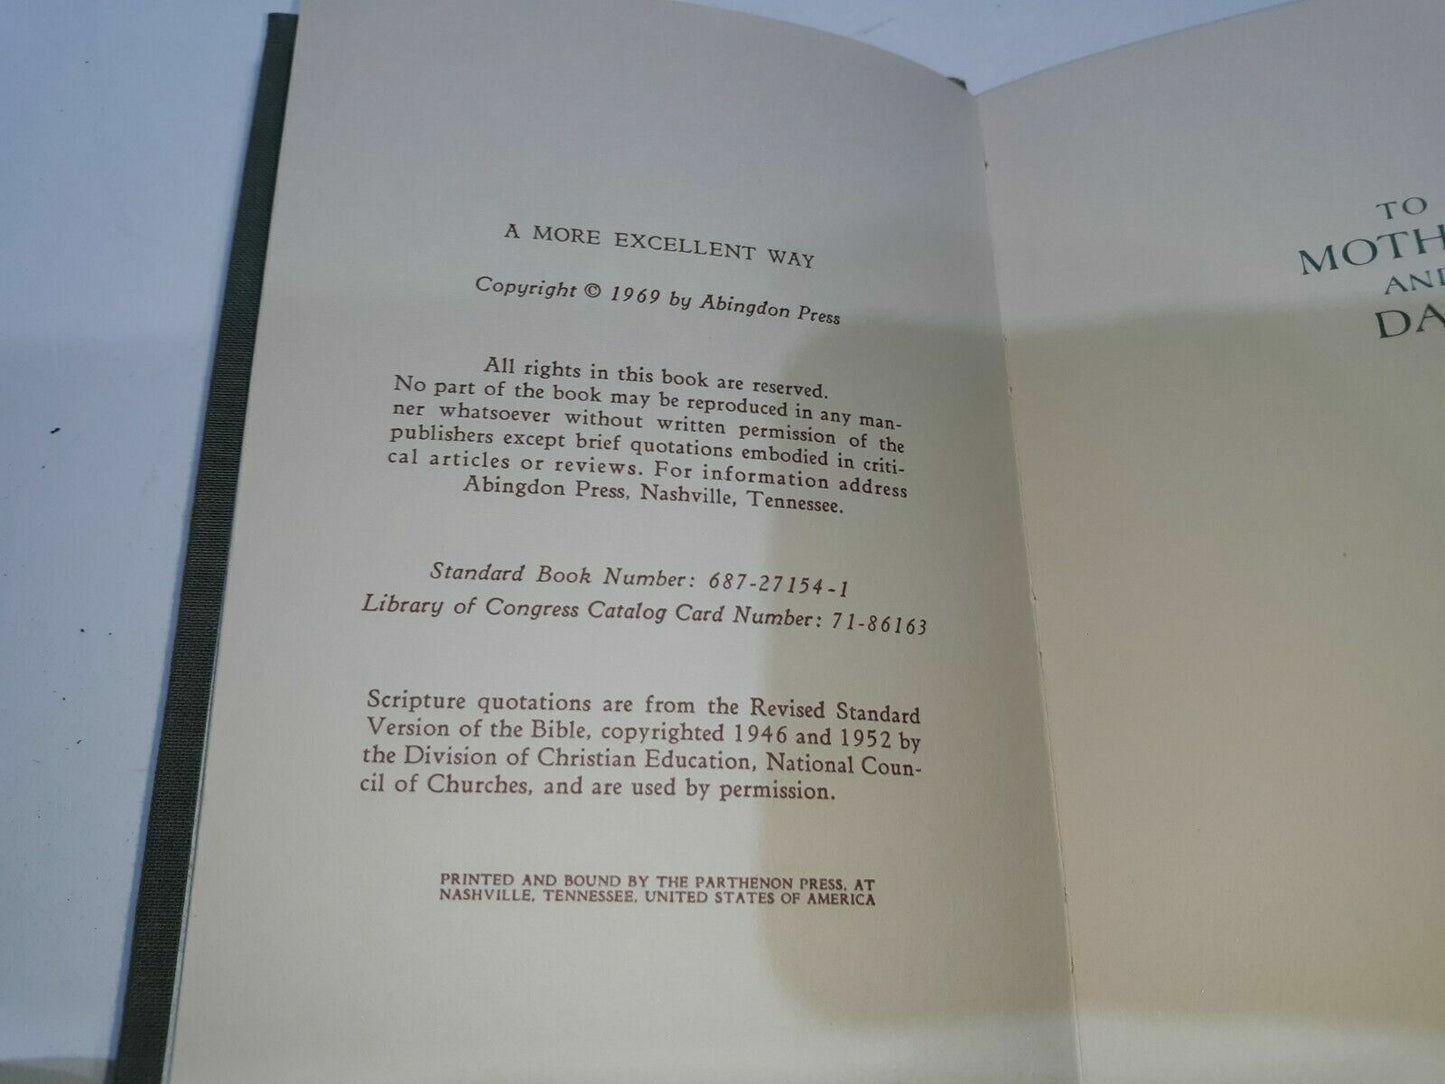 A MORE EXCELLENT WAY
Copyright © 1969 by Abingdon Press
All rights in this book are reserved.
No part of the book may be reproduced in any man-
ner whatsoever without written permission of the
publishers except brief quotations embodied in criti-
cal articles or reviews. For information address
Abingdon Press, Nashville, Tennessee.
Standard Book Number: 687-27154-1
Library of Congress Catalog Card Number: 71-86163
Scripture quotations are from the Revised Standard
Version of the Bible, copyrighted 1946 and 1952 by
the Division of Christian Education, National Coun-
cil of Churches, and are used by permission.
PRINTED AND BOUND BY THE PARTHENON PRESS, AT
NASHVILLE, TENNESSEE, UNITED STATES OF AMERICA
TO
MOTH
AND
DA